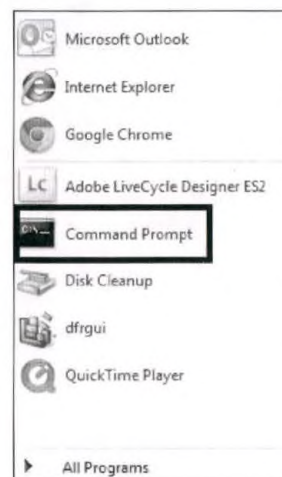 Microsoft Outlook
Internet Explorer
Google Chrome
Lc Adobe LiveCycle Designer ES2
Command Prompt
Disk Cleanup
dfrgui
QuickTime Player
All Programs